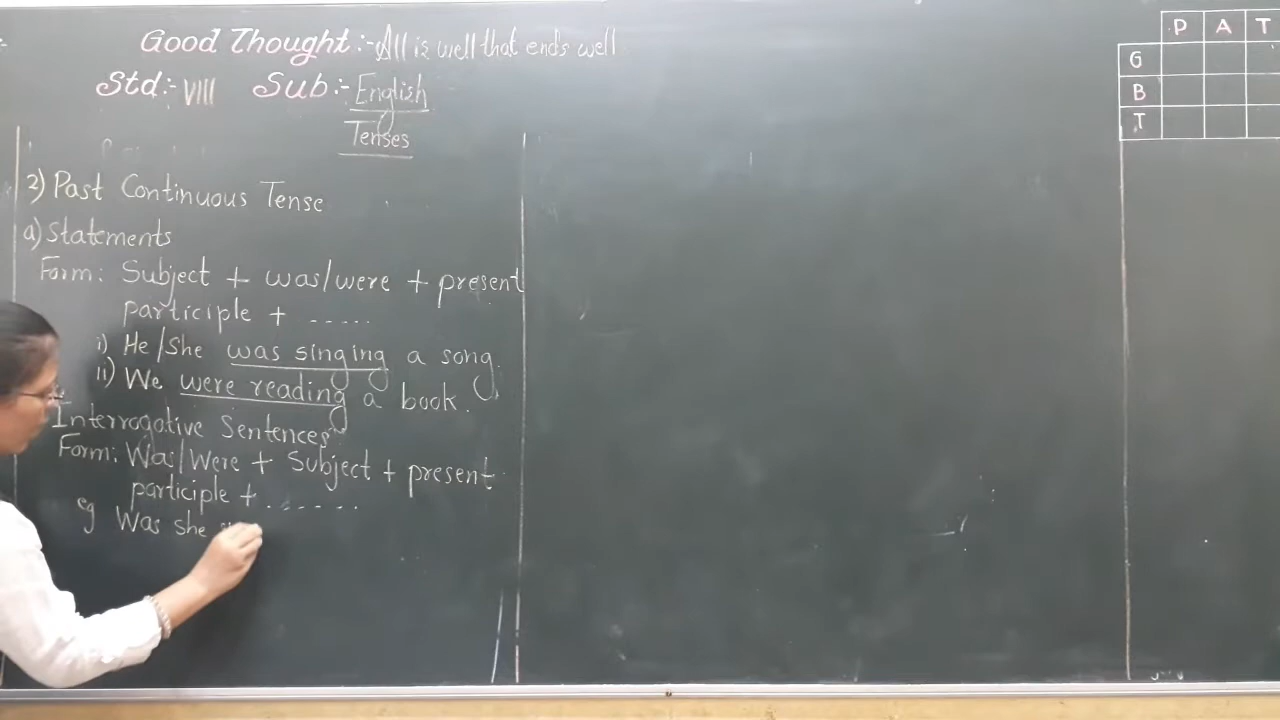 Good Thought:- All is well that ends well
Std:- VIII Sub:- English
Tenses
2) Past Continuous Tense
a) Statements
Form: Subject + was/were + present
participle + .....
i) He/She was singing a song.
ii) We were reading a book.
Interrogative Sentences
Form: Was/Were + Subject + present
participle + ......
eg Was she
P A T
G
B
T